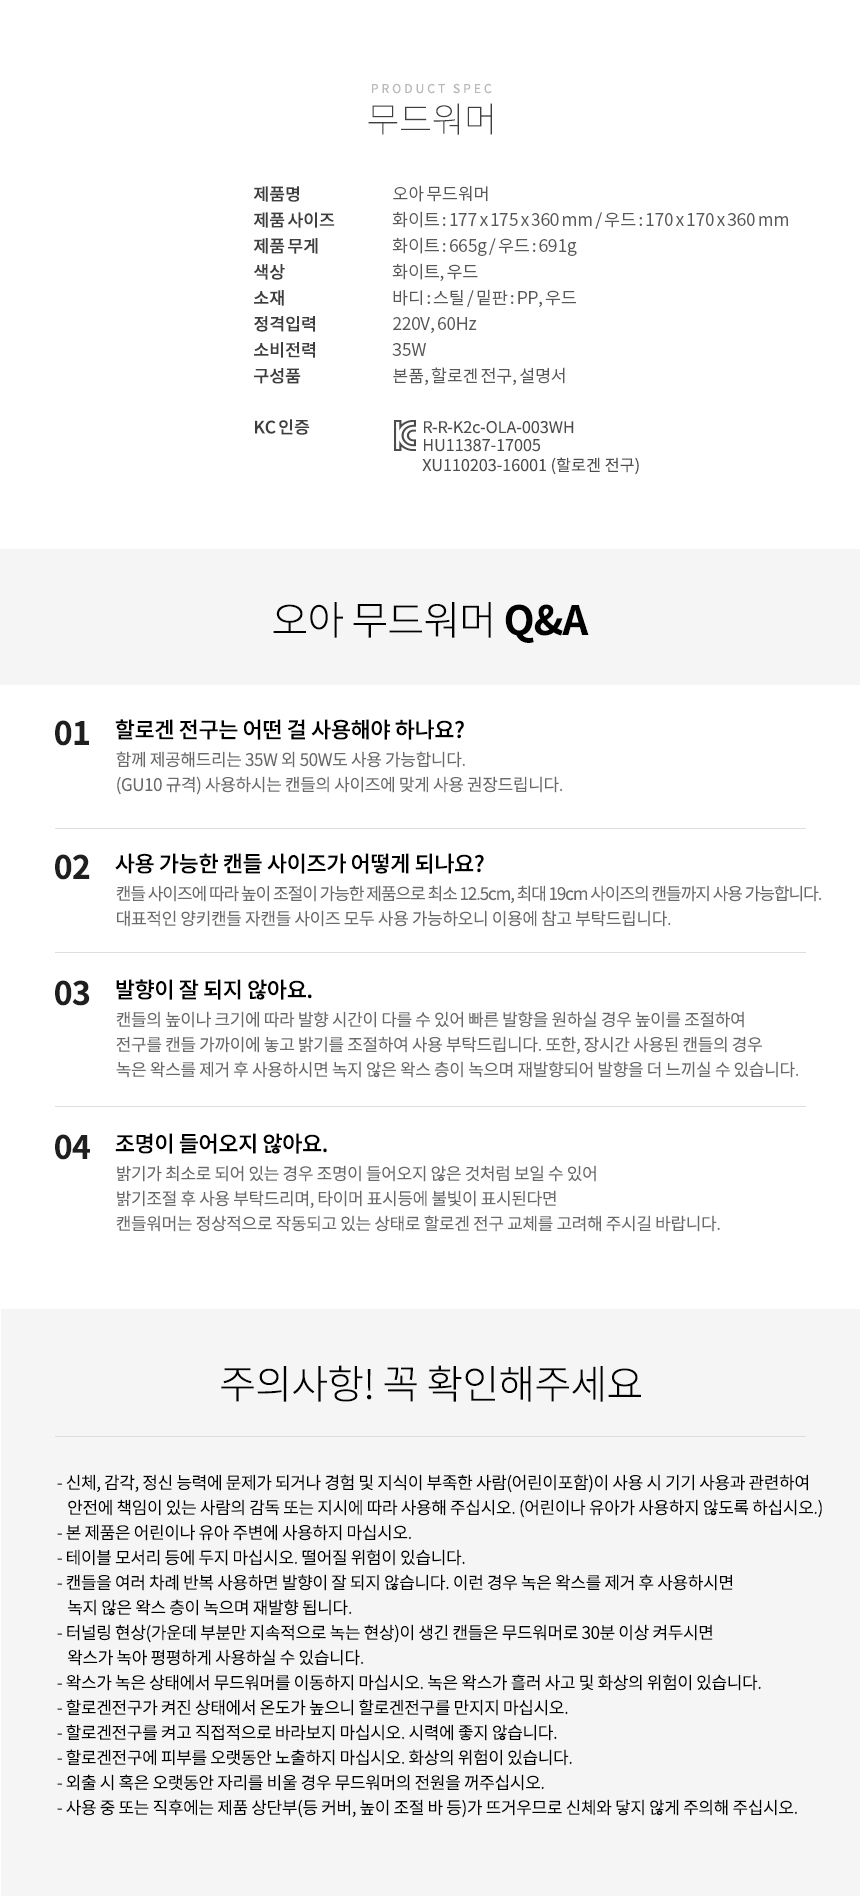 PRODUCT SPEC
무드워머
제품명 오아 무드워머
제품 사이즈 화이트 : 177 x 175 x 360 mm / 우드 : 170 x 170 x 360 mm
제품 무게 화이트 : 665g / 우드 : 691g
색상 화이트, 우드
소재 바디 : 스틸 / 밑판 : PP, 우드
정격입력 220V, 60Hz
소비전력 35W
구성품 본품, 할로겐 전구, 설명서
KC 인증 R-R-K2c-OLA-003WH
HU11387-17005
XU110203-16001 (할로겐 전구)
오아 무드워머 Q&A
01 할로겐 전구는 어떤 걸 사용해야 하나요?
함께 제공해드리는 35W 외 50W도 사용 가능합니다.
(GU10 규격) 사용하시는 캔들의 사이즈에 맞게 사용 권장드립니다.
02 사용 가능한 캔들 사이즈가 어떻게 되나요?
캔들 사이즈에 따라 높이 조절이 가능한 제품으로 최소 12.5cm, 최대 19cm 사이즈의 캔들까지 사용 가능합니다.
대표적인 양키캔들 자캔들 사이즈 모두 사용 가능하오니 이용에 참고 부탁드립니다.
03 발향이 잘 되지 않아요.
캔들의 높이나 크기에 따라 발향 시간이 다를 수 있어 빠른 발향을 원하실 경우 높이를 조절하여
전구를 캔들 가까이에 놓고 밝기를 조절하여 사용 부탁드립니다. 또한, 장시간 사용된 캔들의 경우
녹은 왁스를 제거 후 사용하시면 녹지 않은 왁스 층이 녹으며 재발향되어 발향을 더 느끼실 수 있습니다.
04 조명이 들어오지 않아요.
밝기가 최소로 되어 있는 경우 조명이 들어오지 않은 것처럼 보일 수 있어
밝기조절 후 사용 부탁드리며, 타이머 표시등에 불빛이 표시된다면
캔들워머는 정상적으로 작동되고 있는 상태로 할로겐 전구 교체를 고려해 주시길 바랍니다.
주의사항! 꼭 확인해주세요
- 신체, 감각, 정신 능력에 문제가 되거나 경험 및 지식이 부족한 사람(어린이포함)이 사용 시 기기 사용과 관련하여
안전에 책임이 있는 사람의 감독 또는 지시에 따라 사용해 주십시오. (어린이나 유아가 사용하지 않도록 하십시오.)
- 본 제품은 어린이나 유아 주변에 사용하지 마십시오.
- 테이블 모서리 등에 두지 마십시오. 떨어질 위험이 있습니다.
- 캔들을 여러 차례 반복 사용하면 발향이 잘 되지 않습니다. 이런 경우 녹은 왁스를 제거 후 사용하시면
녹지 않은 왁스 층이 녹으며 재발향 됩니다.
- 터널링 현상(가운데 부분만 지속적으로 녹는 현상)이 생긴 캔들은 무드워머로 30분 이상 켜두시면
왁스가 녹아 평평하게 사용하실 수 있습니다.
- 왁스가 녹은 상태에서 무드워머를 이동하지 마십시오. 녹은 왁스가 흘러 사고 및 화상의 위험이 있습니다.
- 할로겐전구가 켜진 상태에서 온도가 높으니 할로겐전구를 만지지 마십시오.
- 할로겐전구를 켜고 직접적으로 바라보지 마십시오. 시력에 좋지 않습니다.
- 할로겐전구에 피부를 오랫동안 노출하지 마십시오. 화상의 위험이 있습니다.
- 외출 시 혹은 오랫동안 자리를 비울 경우 무드워머의 전원을 꺼주십시오.
- 사용 중 또는 직후에는 제품 상단부(등 커버, 높이 조절 바 등)가 뜨거우므로 신체와 닿지 않게 주의해 주십시오.